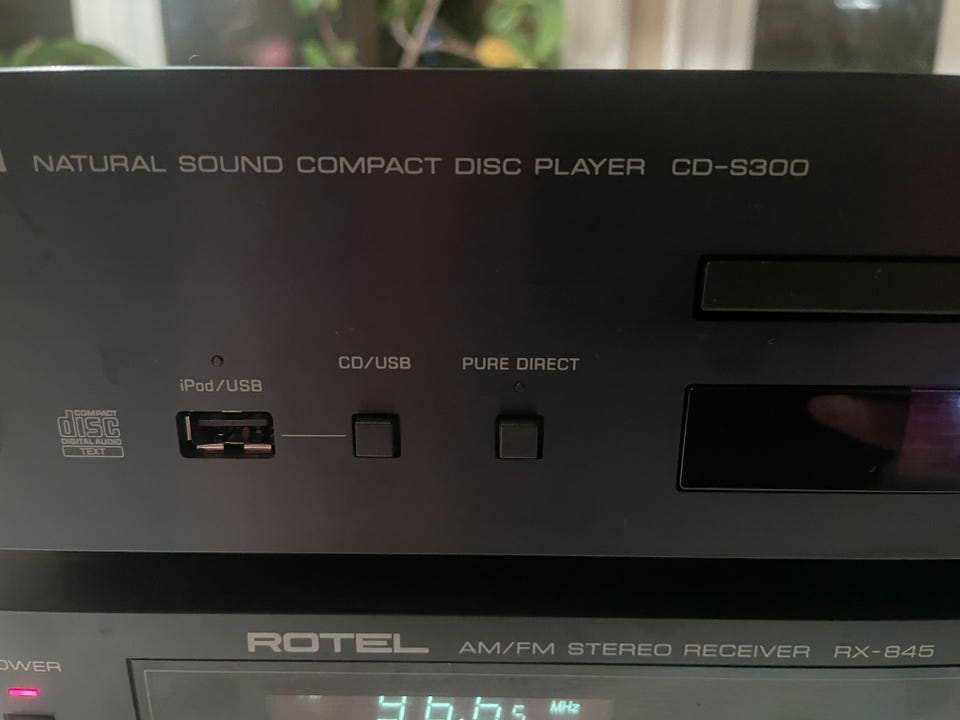 NATURAL SOUND COMPACT DISC PLAYER CD-S300
iPod/USB
CD/USB
PURE DIRECT
COMPACT
disc
DIGITAL AUDIO
TEXT
ROTEL AM/FM STEREO RECEIVER RX-845
OWER
MHz